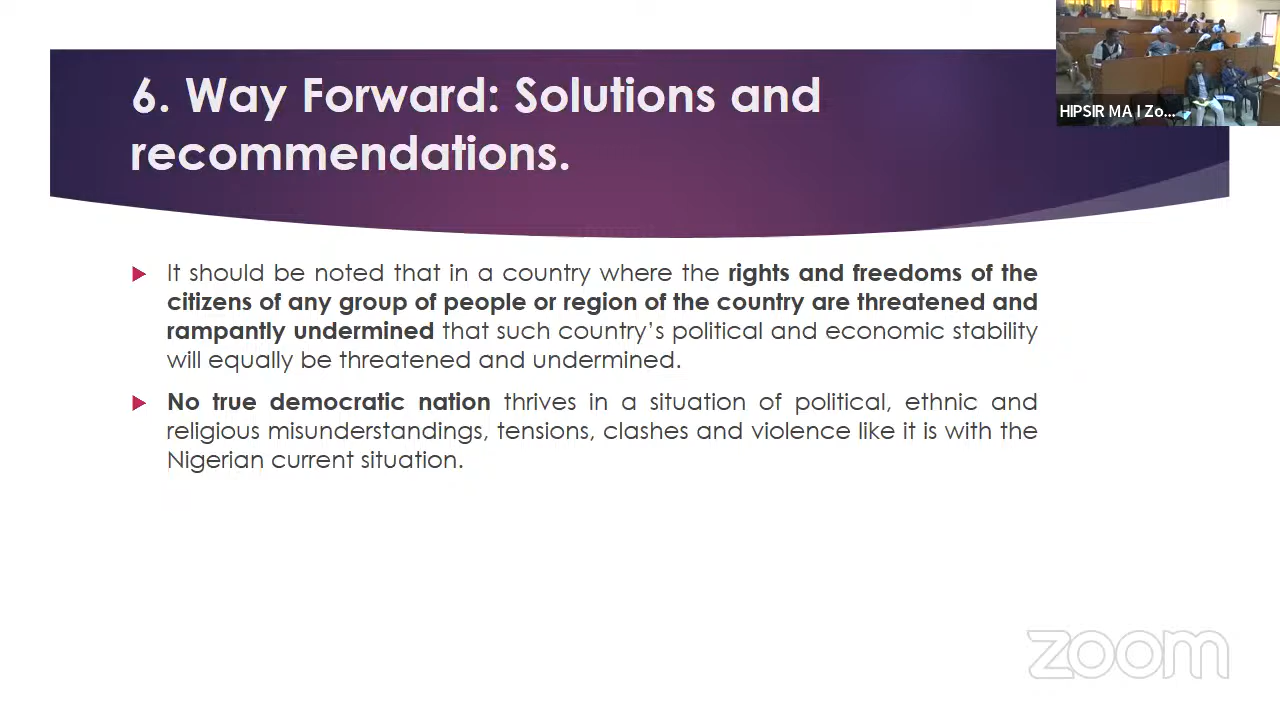 6. Way Forward: Solutions and
recommendations.
HIPSIR MA I Zo...
It should be noted that in a country where the rights and freedoms of the
citizens of any group of people or region of the country are threatened and
rampantly undermined that such country’s political and economic stability
will equally be threatened and undermined.
No true democratic nation thrives in a situation of political, ethnic and
religious misunderstandings, tensions, clashes and violence like it is with the
Nigerian current situation.
zoom